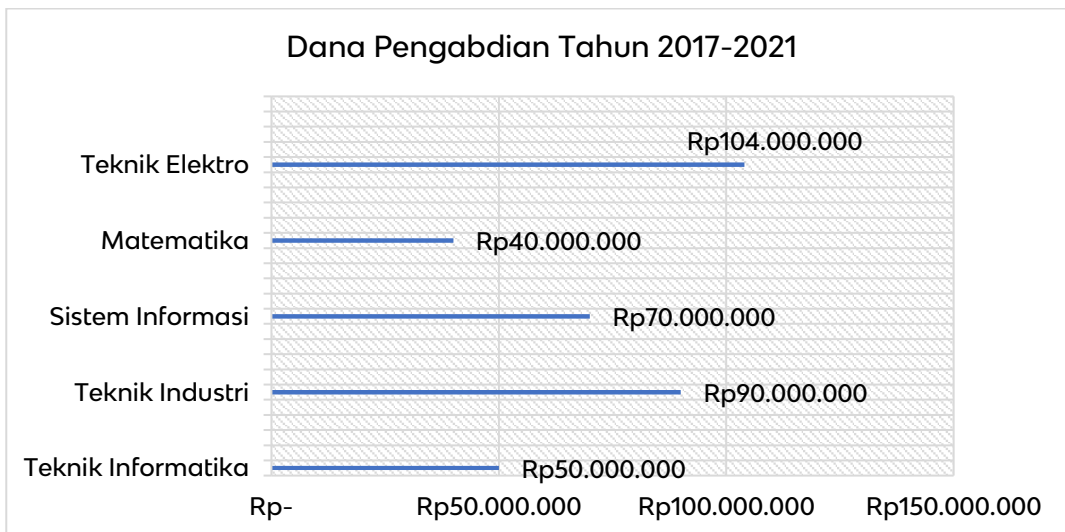 Dana Pengabdian Tahun 2017-2021
Teknik Elektro
Rp104.000.000
Matematika
Rp40.000.000
Sistem Informasi
Rp70.000.000
Teknik Industri
Rp90.000.000
Teknik Informatika
Rp50.000.000
Rp-
Rp50.000.000
Rp100.000.000
Rp150.000.000